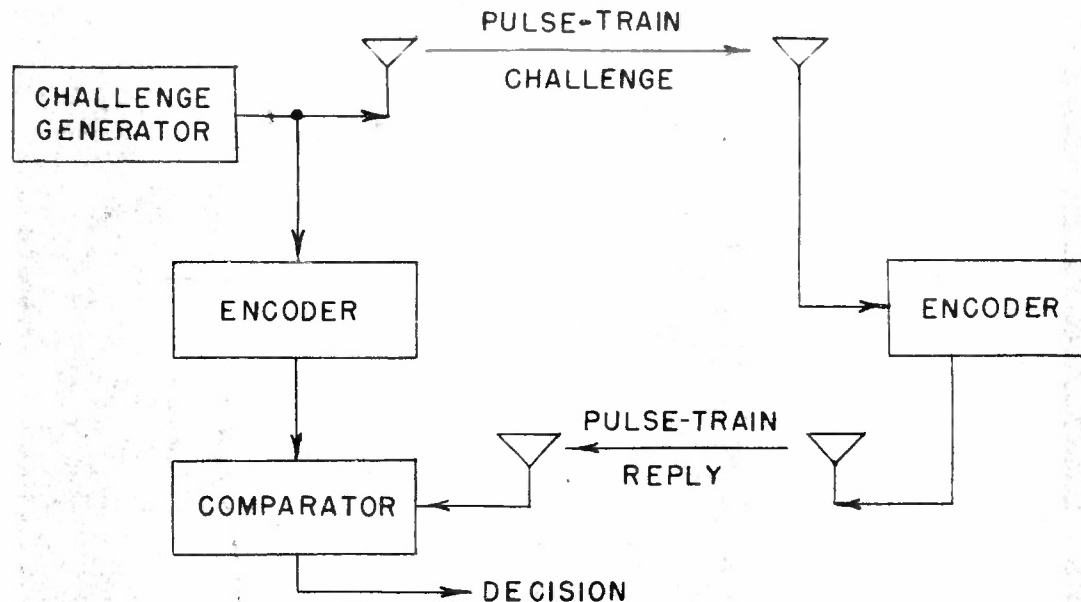 PULSE-TRAIN
CHALLENGE
CHALLENGE
GENERATOR
ENCODER
ENCODER
PULSE-TRAIN
REPLY
COMPARATOR
DECISION